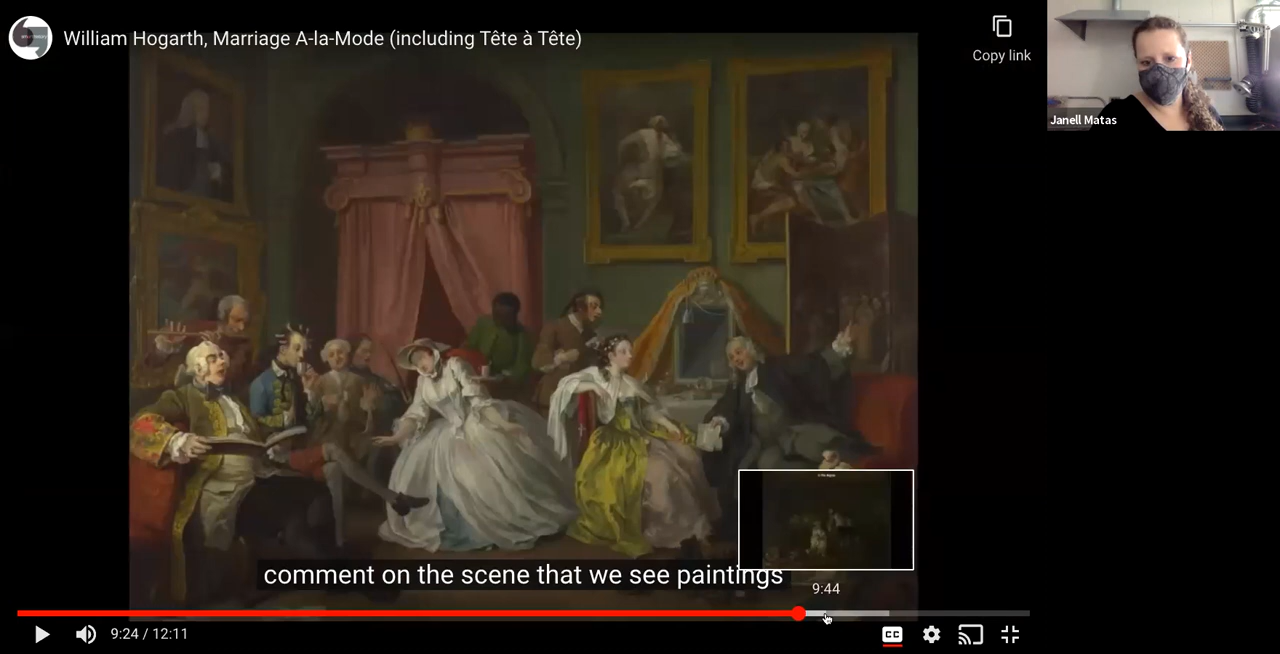 William Hogarth, Marriage A-la-Mode (including Tête à Tête)
Copy link
Janell Matas
comment on the scene that we see paintings
9:44
9:24 / 12:11
CC